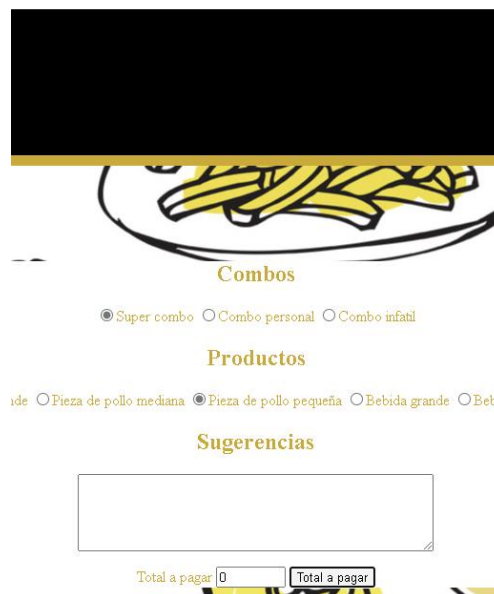 Combos
Super combo Combo personal Combo infatil
Productos
nde Pieza de pollo mediana Pieza de pollo pequeña Bebida grande Beb
Sugerencias
Total a pagar 0 Total a pagar